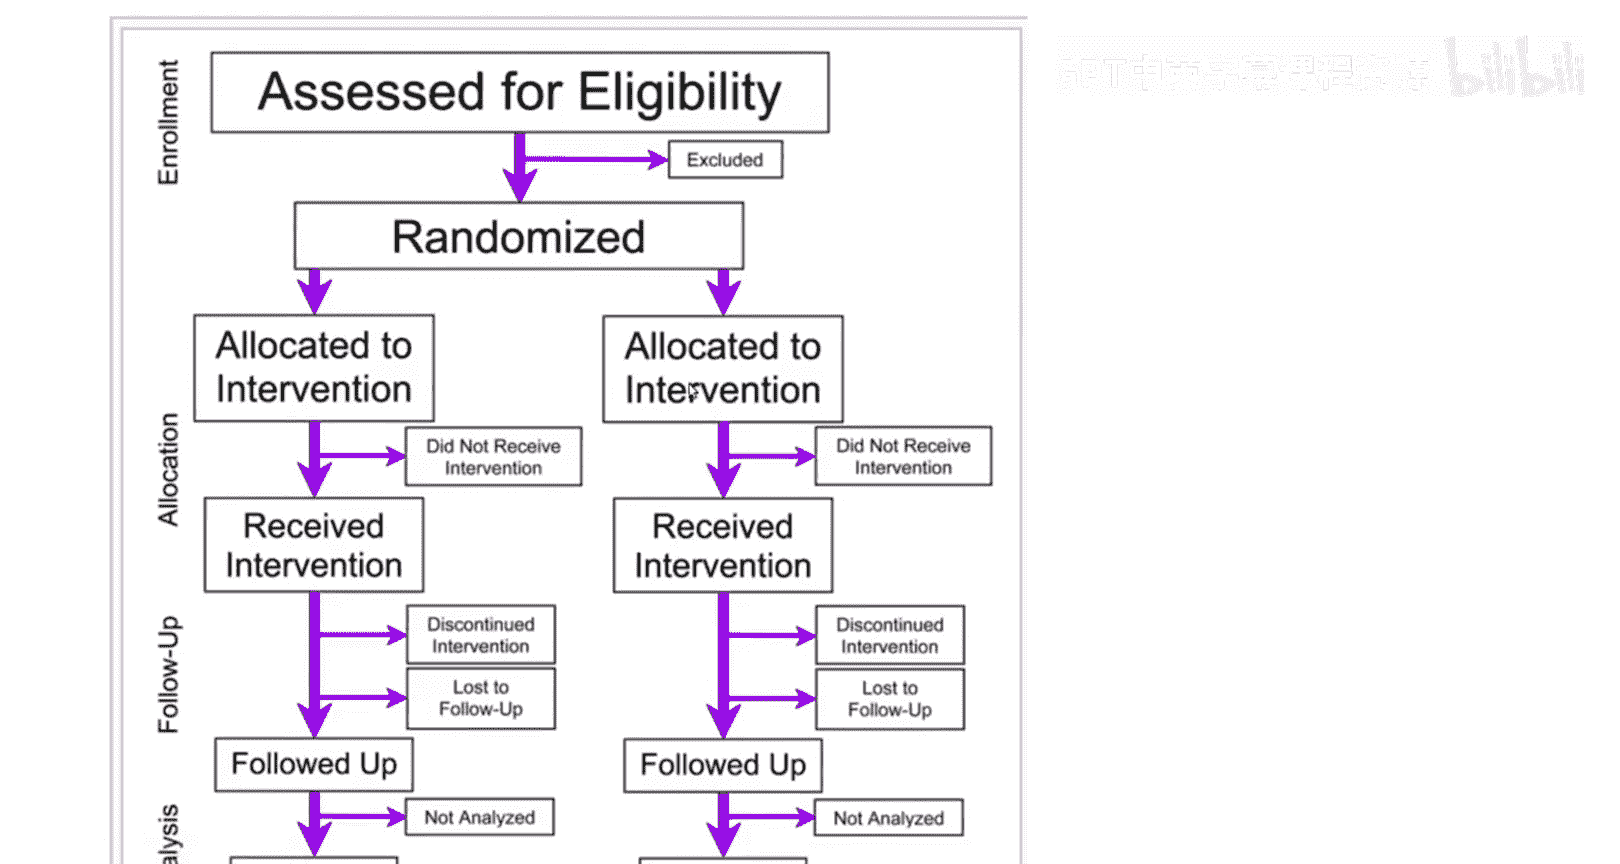 Enrollment
Assessed for Eligibility
Excluded
Randomized
Allocated to
Intervention
Allocated to
Intervention
Allocation
Did Not Receive
Intervention
Did Not Receive
Intervention
Received
Intervention
Received
Intervention
Follow-Up
Discontinued
Intervention
Discontinued
Intervention
Lost to
Follow-Up
Lost to
Follow-Up
Followed Up
Followed Up
alysis
Not Analyzed
Not Analyzed
bilibili